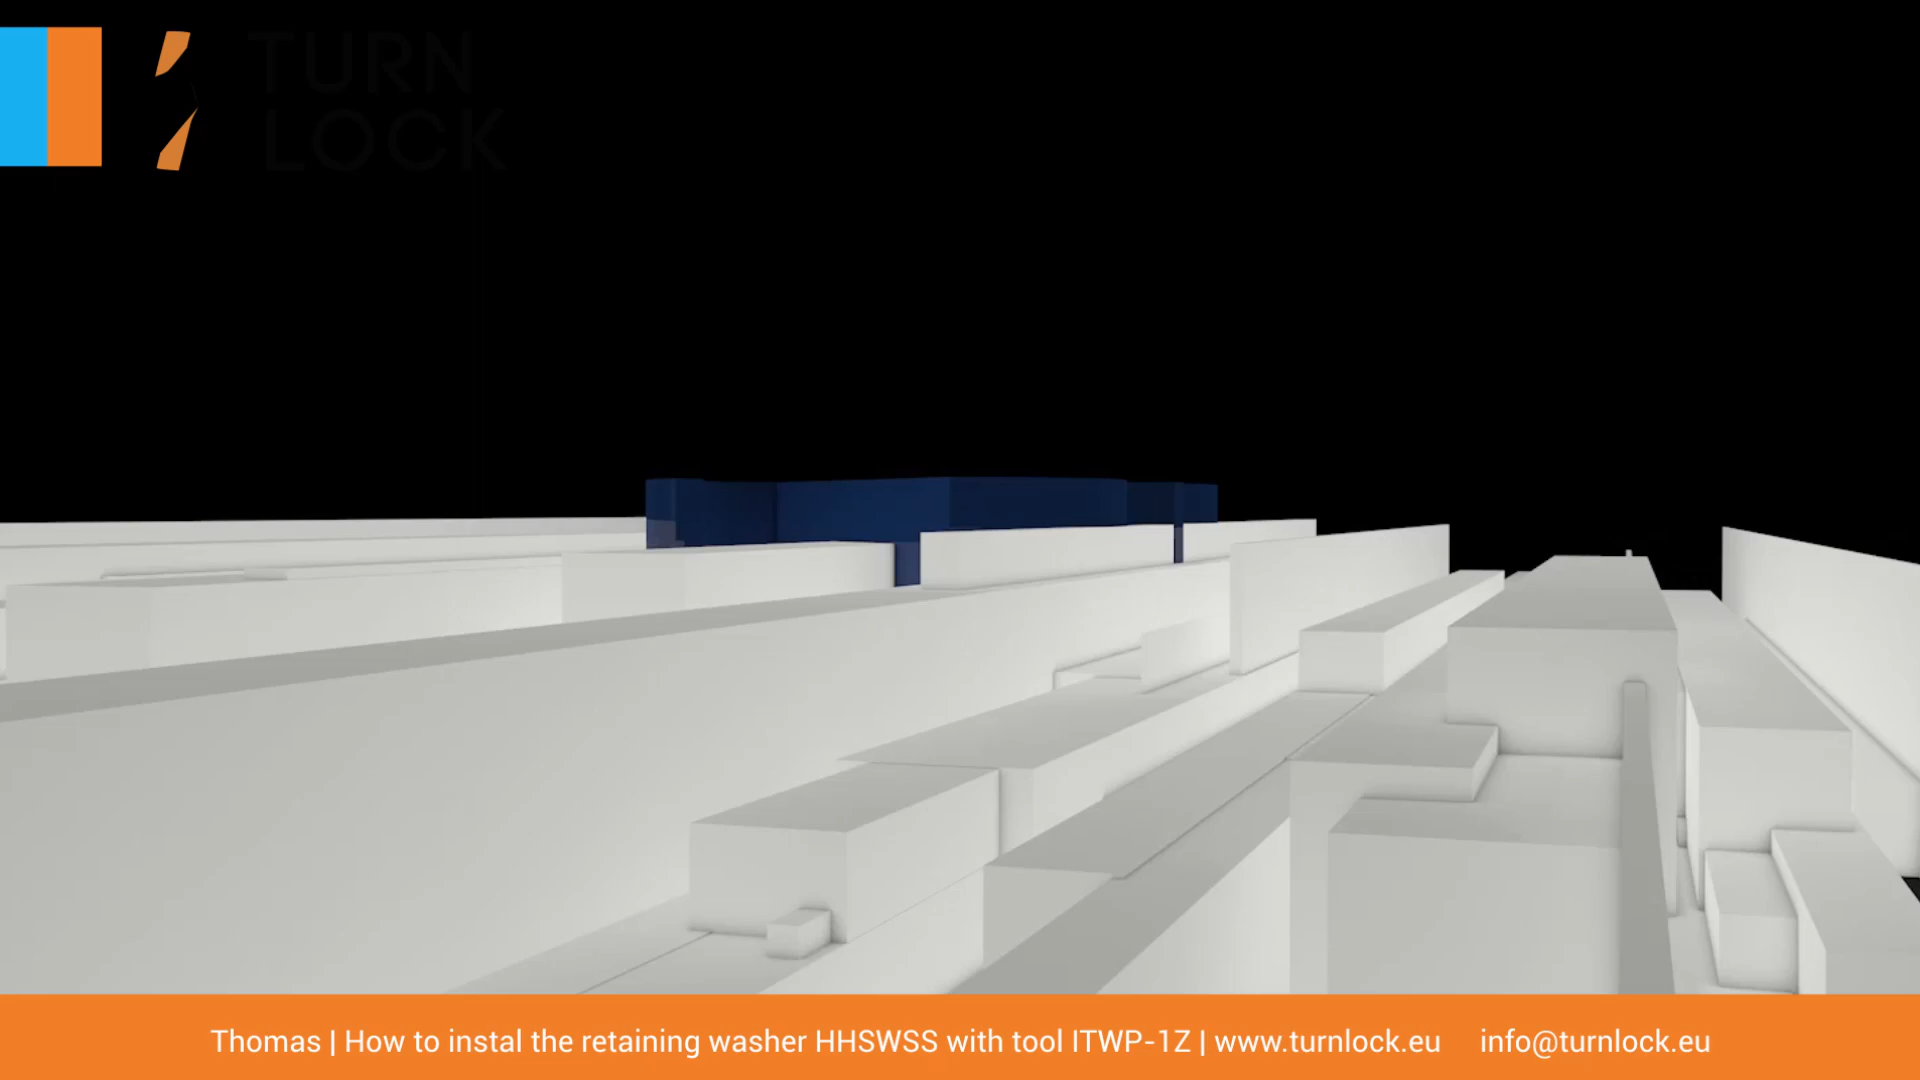 TURN
LOCK
Thomas | How to instal the retaining washer HHSWSS with tool ITWP-1Z | www.turnlock.eu info@turnlock.eu